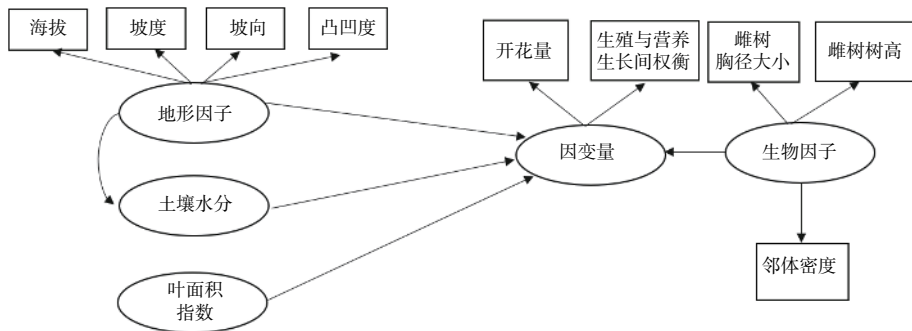 海拔
坡度
坡向
凸凹度
开花量
生殖与营养
生长间权衡
雌树
胸径大小
雌树树高
地形因子
因变量
生物因子
土壤水分
邻体密度
叶面积
指数